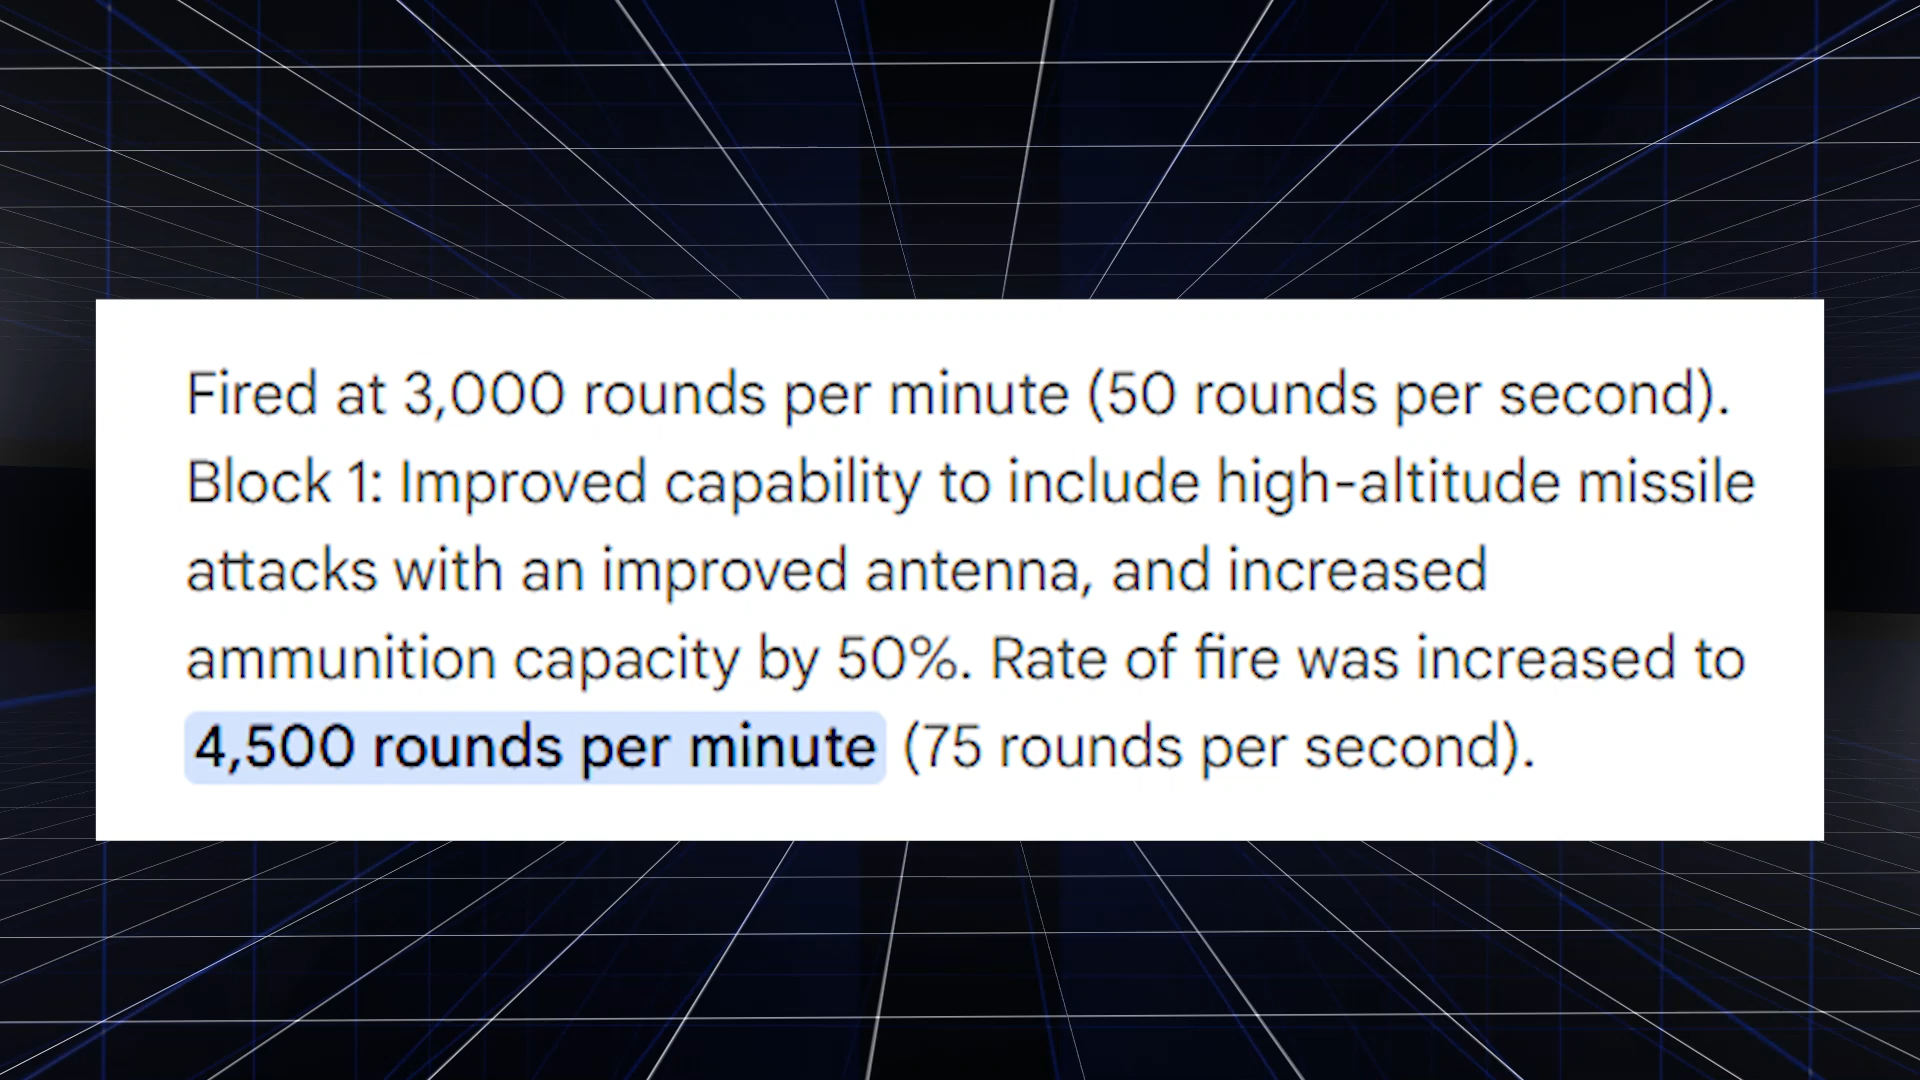 Fired at 3,000 rounds per minute (50 rounds per second).
Block 1: Improved capability to include high-altitude missile
attacks with an improved antenna, and increased
ammunition capacity by 50%. Rate of fire was increased to
4,500 rounds per minute (75 rounds per second).